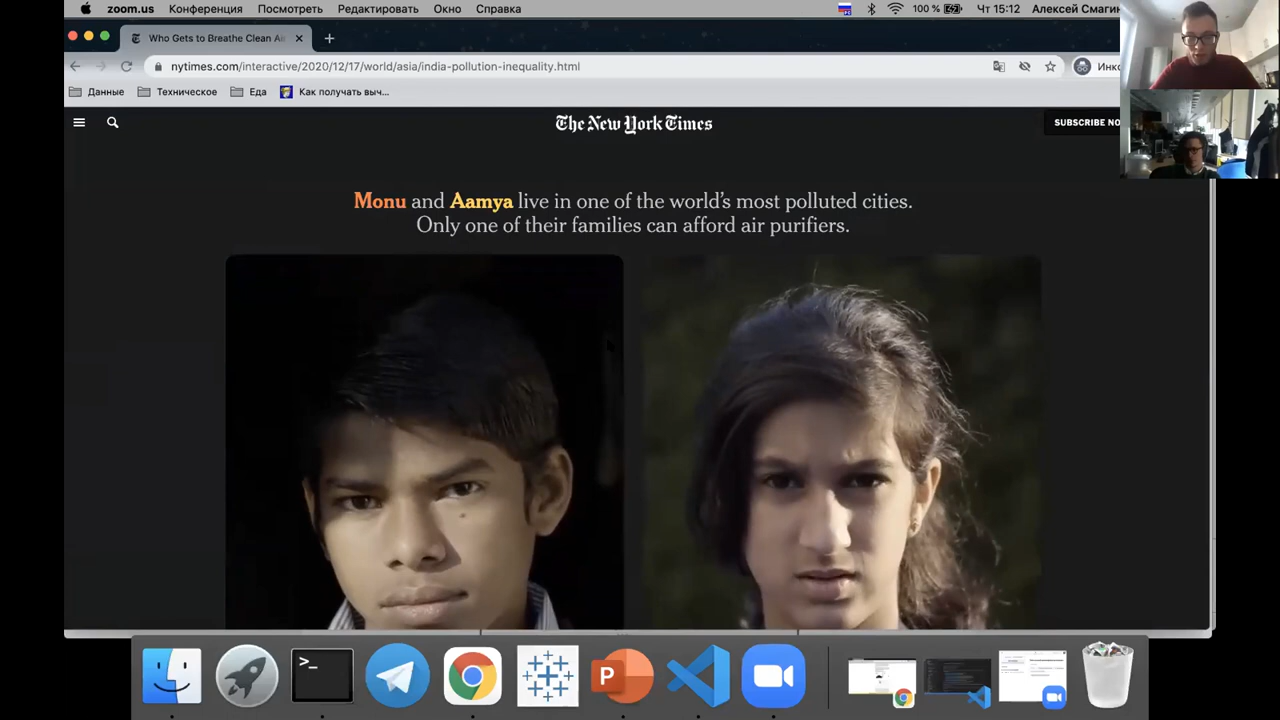 zoom.us Конференция Посмотреть Редактировать Окно Справка 100 % Чт 15:12 Алексей Смагин
Who Gets to Breathe Clean Ai
nytimes.com/interactive/2020/12/17/world/asia/india-pollution-inequality.html Инко
Данные Техническое Еда Как получать выч...
The New York Times
SUBSCRIBE NO
Monu and Aamya live in one of the world’s most polluted cities.
Only one of their families can afford air purifiers.
>_
P